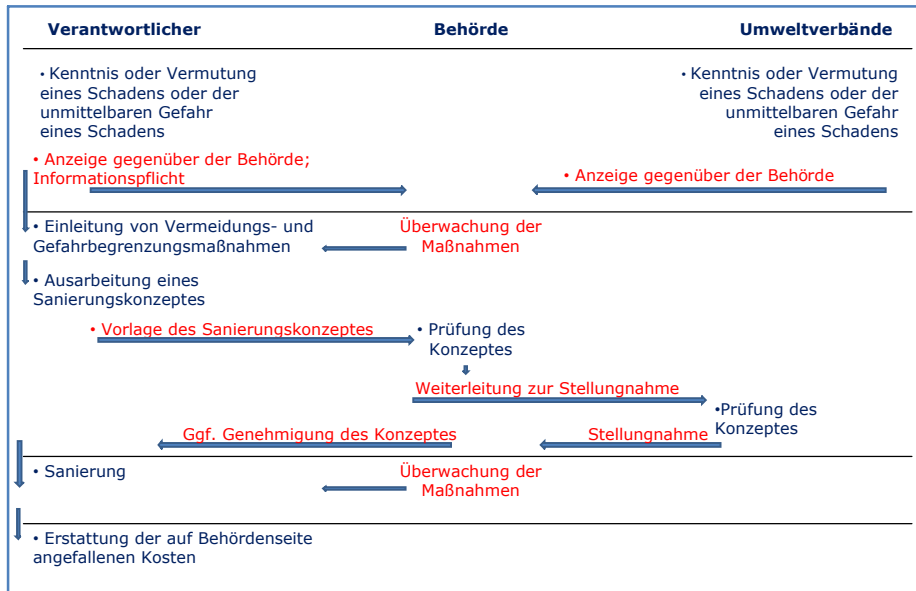 Verantwortlicher
Behörde
Umweltverbände
• Kenntnis oder Vermutung
eines Schadens oder der
unmittelbaren Gefahr
eines Schadens
• Kenntnis oder Vermutung
eines Schadens oder der
unmittelbaren Gefahr
eines Schadens
• Anzeige gegenüber der Behörde;
Informationspflicht
• Anzeige gegenüber der Behörde
• Einleitung von Vermeidungs- und
Gefahrbegrenzungsmaßnahmen
Überwachung der
Maßnahmen
• Ausarbeitung eines
Sanierungskonzeptes
• Vorlage des Sanierungskonzeptes
• Prüfung des
Konzeptes
Weiterleitung zur Stellungnahme
•Prüfung des
Konzeptes
Ggf. Genehmigung des Konzeptes
Stellungnahme
• Sanierung
Überwachung der
Maßnahmen
• Erstattung der auf Behördenseite
angefallenen Kosten